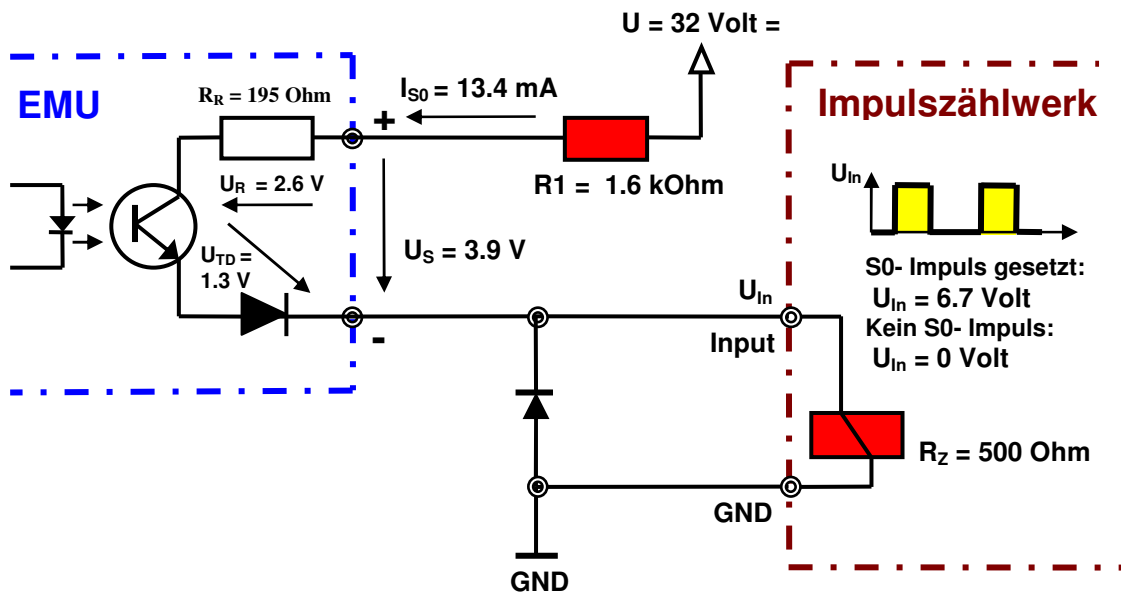 U = 32 Volt =
EMU
R_R = 195 Ohm
I_S0 = 13.4 mA
Impulszählwerk
+
U_R = 2.6 V
R1 = 1.6 kOhm
U_In
U_TD =
1.3 V
U_S = 3.9 V
S0- Impuls gesetzt:
U_In = 6.7 Volt
Kein S0- Impuls:
U_In = 0 Volt
U_In
-
Input
R_Z = 500 Ohm
GND
GND